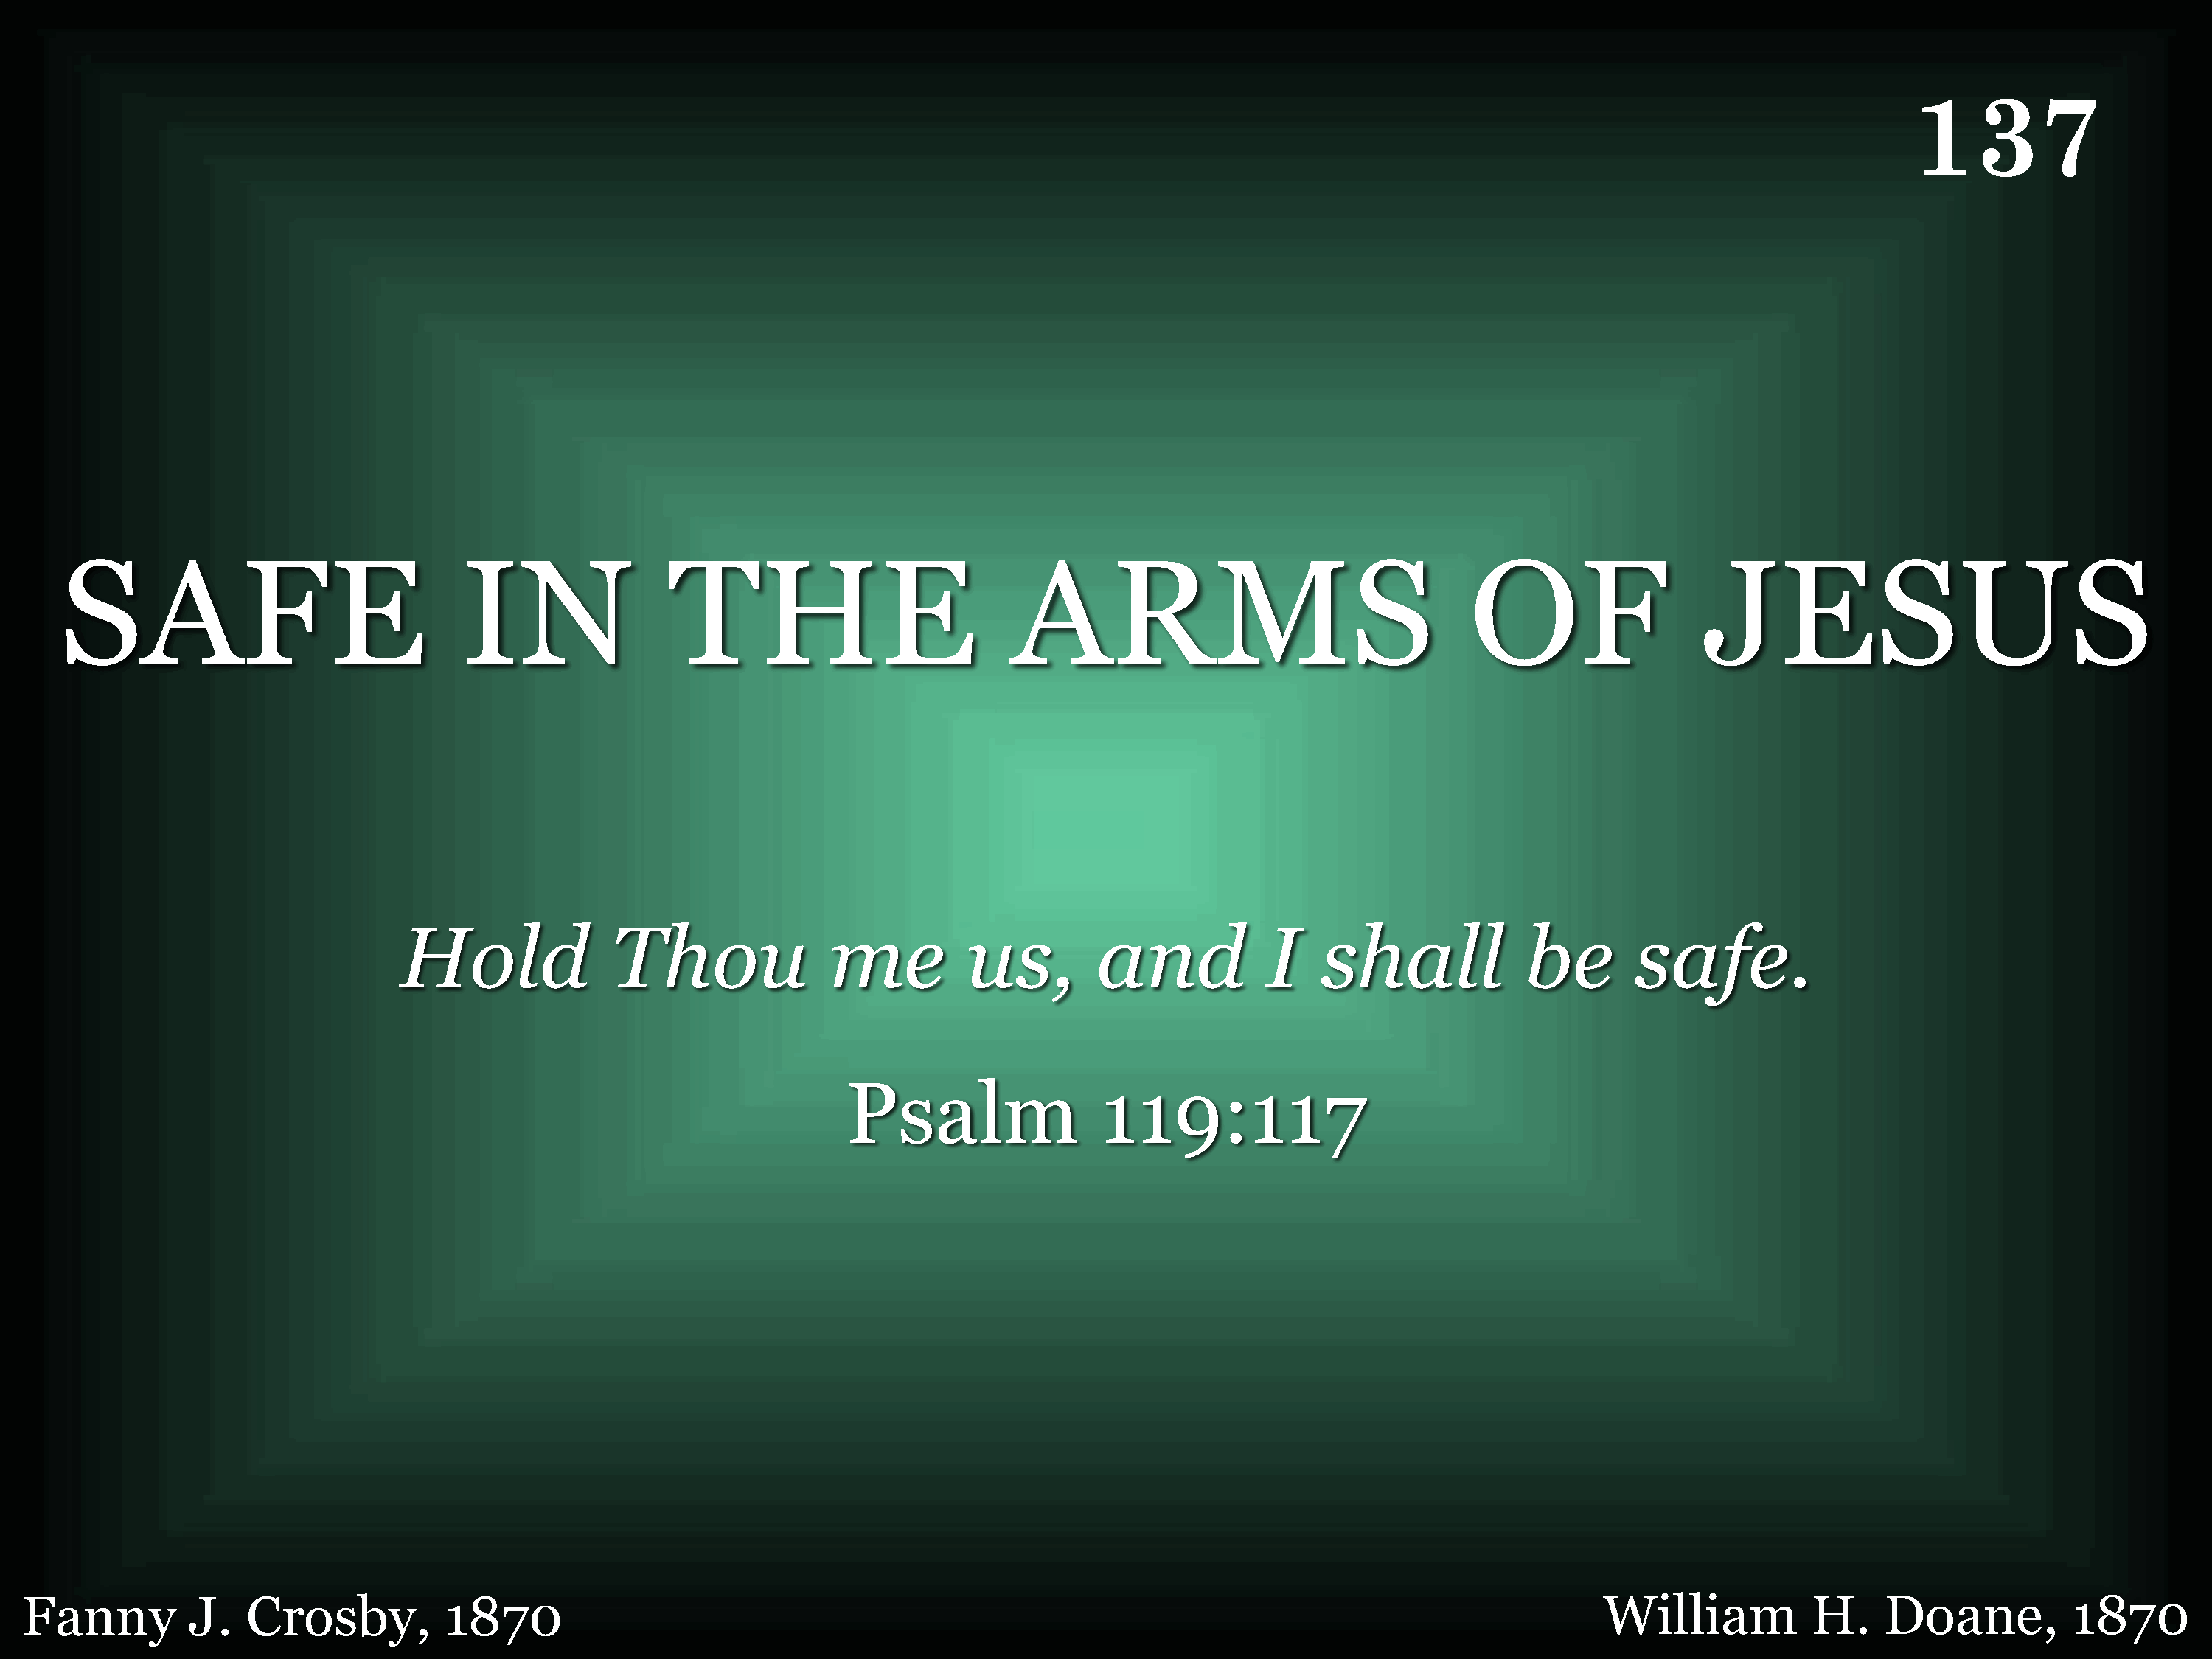 137
SAFE IN THE ARMS OF JESUS
Hold Thou me us, and I shall be safe.
Psalm 119:117
Fanny J. Crosby, 1870
William H. Doane, 1870